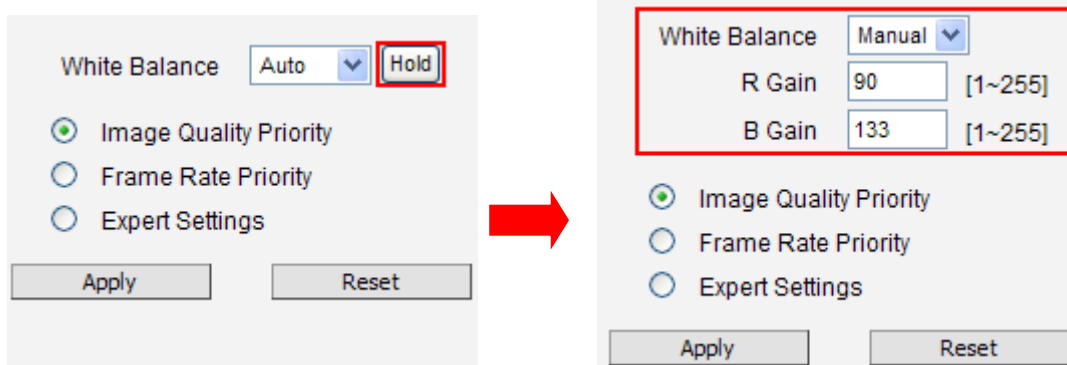 White Balance Auto Hold
Image Quality Priority
Frame Rate Priority
Expert Settings
Apply Reset
White Balance Manual
R Gain 90 [1~255]
B Gain 133 [1~255]
Image Quality Priority
Frame Rate Priority
Expert Settings
Apply Reset